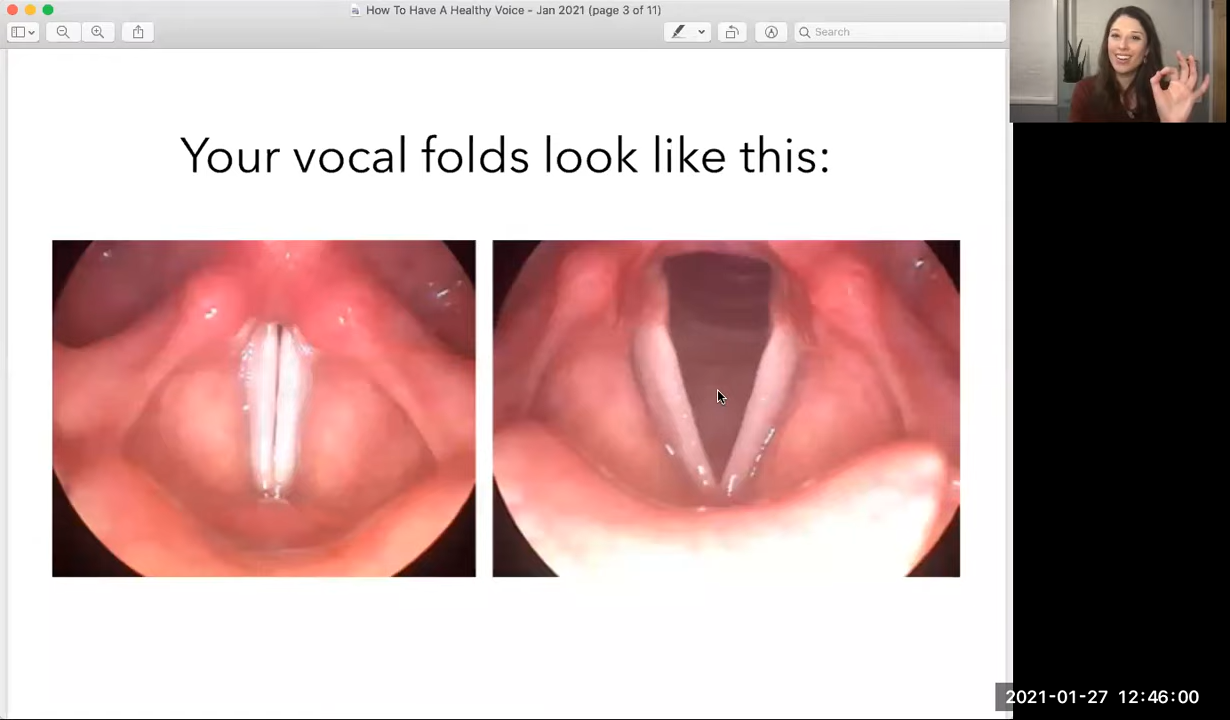 How To Have A Healthy Voice - Jan 2021 (page 3 of 11)
Search
Your vocal folds look like this:
2021-01-27 12:46:00